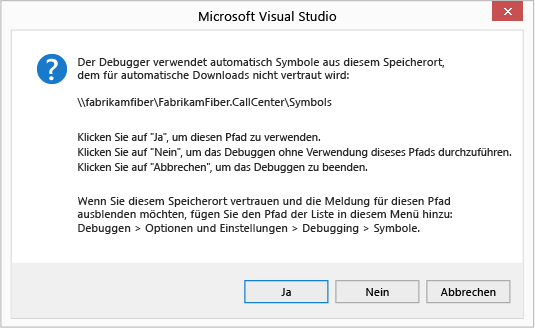 Microsoft Visual Studio
Der Debugger verwendet automatisch Symbole aus diesem Speicherort,
dem für automatische Downloads nicht vertraut wird:
\\fabrikamfiber\FabrikamFiber.CallCenter\Symbols
Klicken Sie auf "Ja", um diesen Pfad zu verwenden.
Klicken Sie auf "Nein", um das Debuggen ohne Verwendung diseses Pfads durchzuführen.
Klicken Sie auf "Abbrechen", um das Debuggen zu beenden.
Wenn Sie diesem Speicherort vertrauen und die Meldung für diesen Pfad
ausblenden möchten, fügen Sie den Pfad der Liste in diesem Menü hinzu:
Debuggen > Optionen und Einstellungen > Debugging > Symbole.
Ja
Nein
Abbrechen